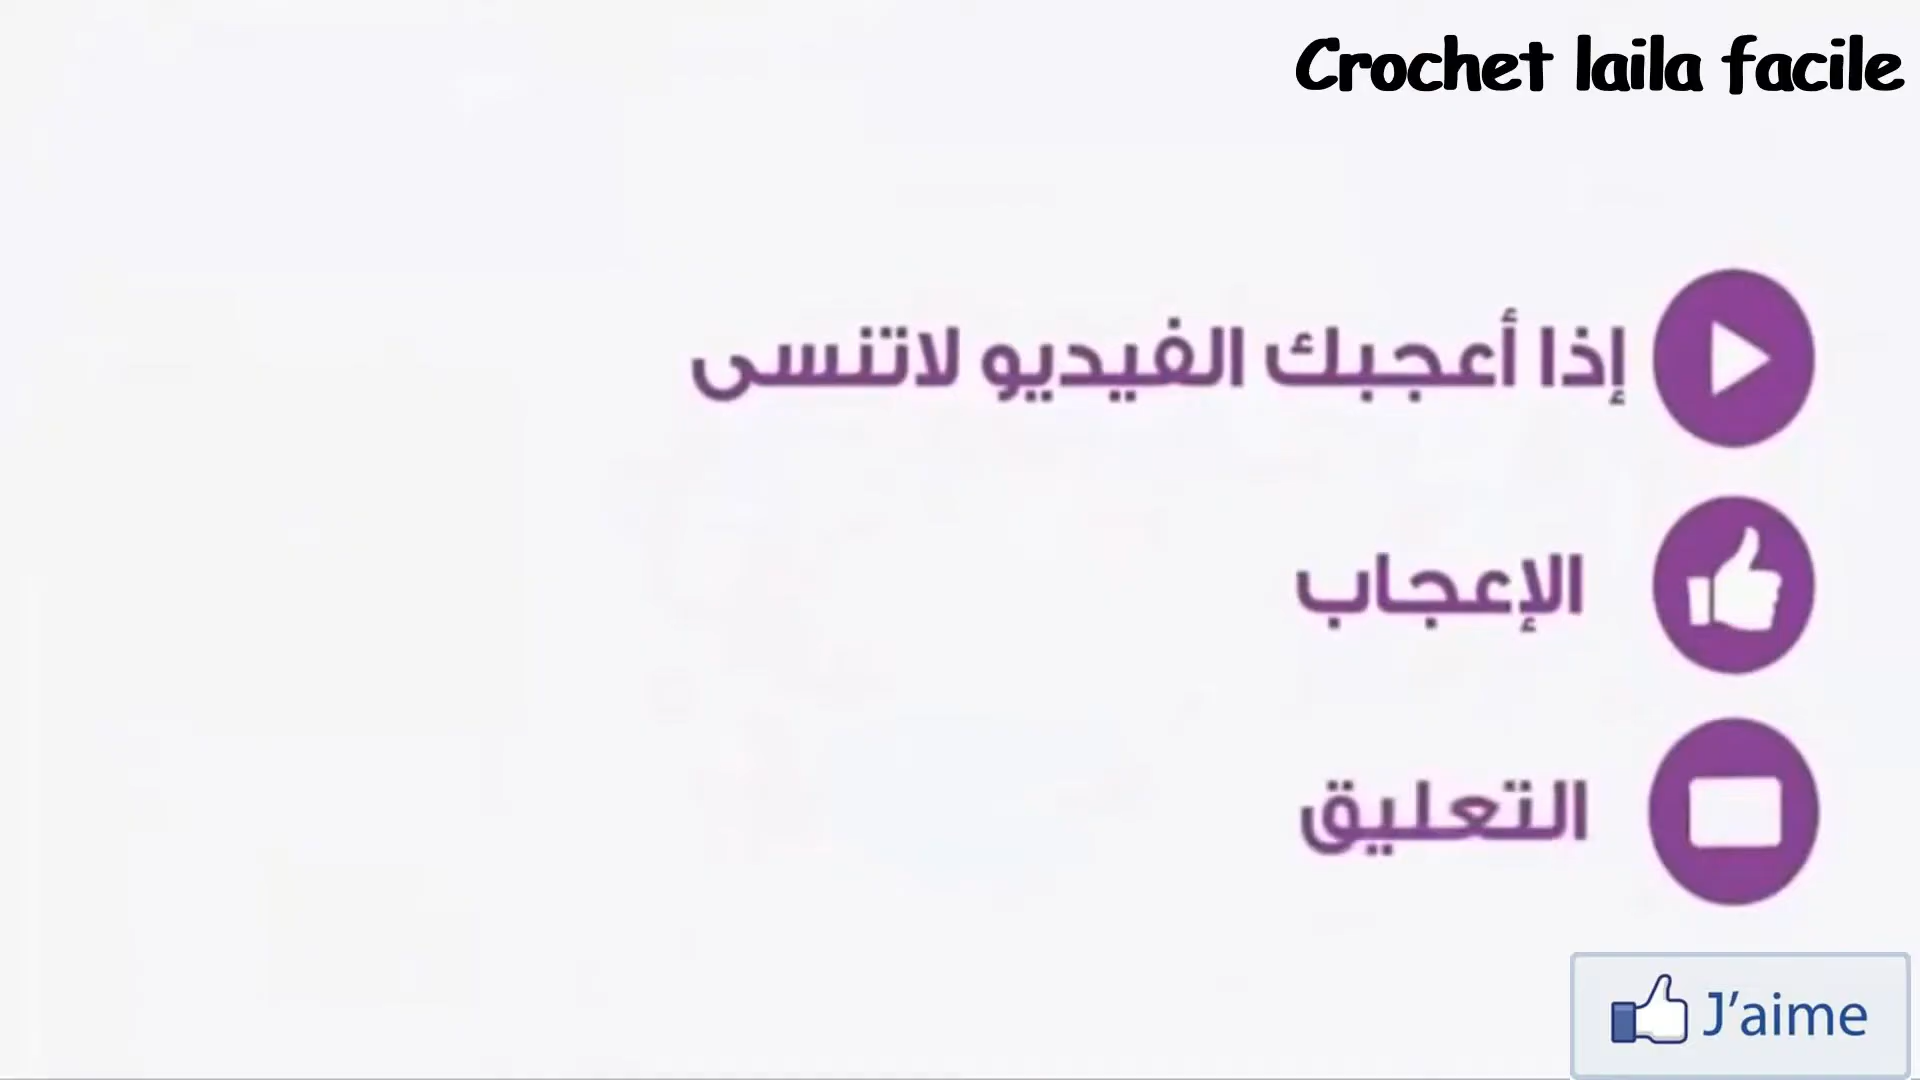 Crochet laila facile
إذا أعجبك الفيديو لاتنسى
الإعجاب
التعليق
J'aime